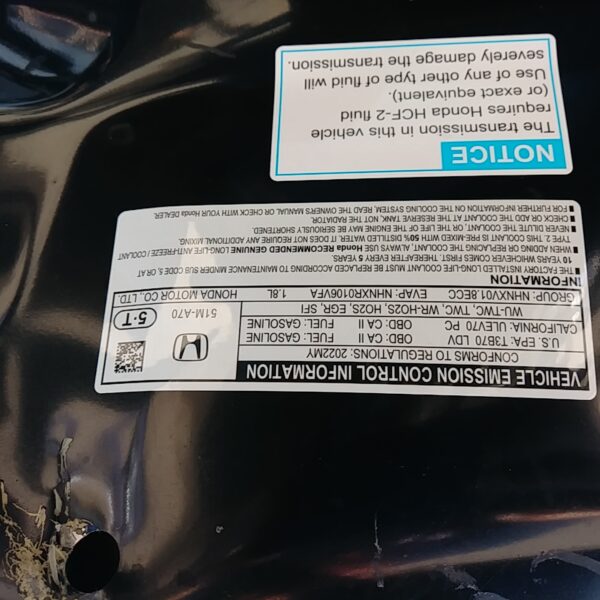 NOTICE
The transmission in this vehicle
requires Honda HCF-2 fluid
(or exact equivalent).
Use of any other type of fluid will
severely damage the transmission.
VEHICLE EMISSION CONTROL INFORMATION
CONFORMS TO REGULATIONS: 2022MY
U.S. EPA: T3B70 LDV OBD: CA II FUEL: GASOLINE
CALIFORNIA: ULEV70 PC OBD: CA II FUEL: GASOLINE
WU-TWC, TWC, WR-HO2S, HO2S, EGR, SFI
GROUP: NHNXV01.8ECC EVAP: NHNXR0106VFA 1.8L HONDA MOTOR CO., LTD.
51M-A70
5-T
INFORMATION
■ THE FACTORY INSTALLED LONG-LIFE COOLANT MUST BE REPLACED ACCORDING TO MAINTENANCE MINDER SUB CODE 5, OR AT
10 YEARS WHICHEVER COMES FIRST. THEREAFTER EVERY 5 YEARS.
■ WHEN ADDING OR REPLACING THE COOLANT, ALWAYS USE Honda RECOMMENDED GENUINE LONG-LIFE ANTI-FREEZE / COOLANT
TYPE 2. THIS COOLANT IS PRE-MIXED WITH 50% DISTILLED WATER. IT DOES NOT REQUIRE ANY ADDITIONAL MIXING.
■ NEVER DILUTE THE COOLANT, OR THE LIFE OF THE ENGINE MAY BE SERIOUSLY SHORTENED.
■ CHECK OR ADD THE COOLANT AT THE RESERVE TANK, NOT THE RADIATOR.
■ FOR FURTHER INFORMATION ON THE COOLING SYSTEM, READ THE OWNERS MANUAL OR CHECK WITH YOUR Honda DEALER.